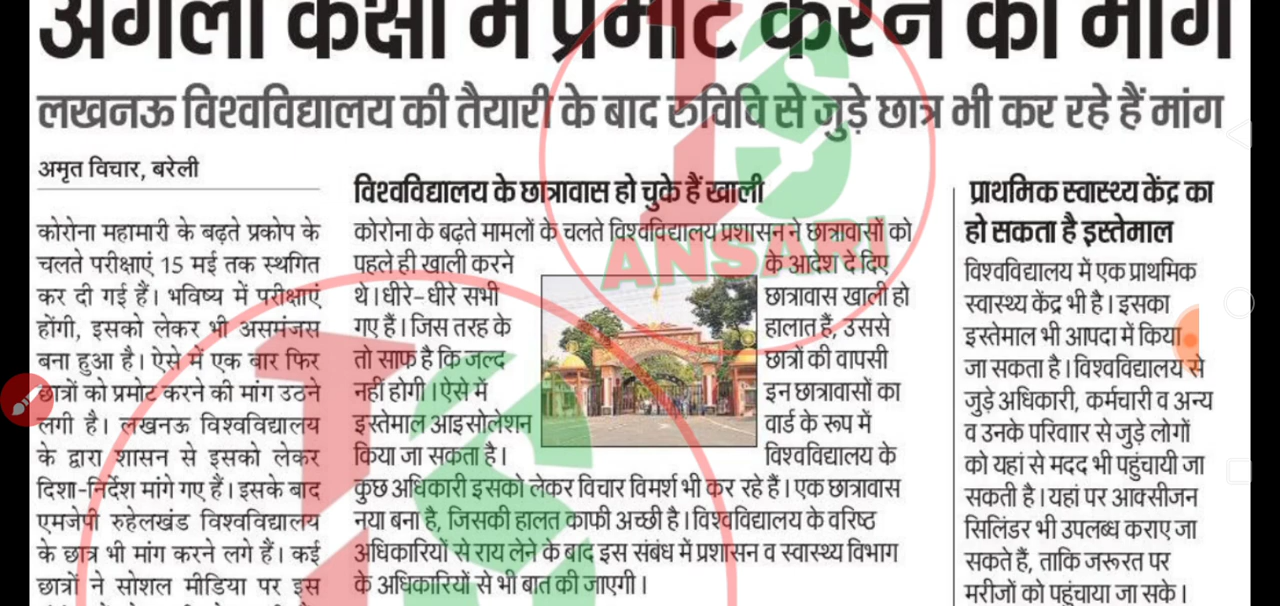 अगली कक्षा में प्रमोट करने की मांग
लखनऊ विश्वविद्यालय की तैयारी के बाद रुविवि से जुड़े छात्र भी कर रहे हैं मांग
अमृत विचार, बरेली
कोरोना महामारी के बढ़ते प्रकोप के
चलते परीक्षाएं 15 मई तक स्थगित
कर दी गई हैं। भविष्य में परीक्षाएं
होंगी, इसको लेकर भी असमंजस
बना हुआ है। ऐसे में एक बार फिर
छात्रों को प्रमोट करने की मांग उठने
लगी है। लखनऊ विश्वविद्यालय
के द्वारा शासन से इसको लेकर
दिशा-निर्देश मांगे गए हैं। इसके बाद
एमजेपी रुहेलखंड विश्वविद्यालय
के छात्र भी मांग करने लगे हैं। कई
छात्रों ने सोशल मीडिया पर इस
विश्वविद्यालय के छात्रावास हो चुके हैं खाली
कोरोना के बढ़ते मामलों के चलते विश्वविद्यालय प्रशासन ने छात्रावासों को
पहले ही खाली करने के आदेश दे दिए
थे। धीरे-धीरे सभी छात्रावास खाली हो
गए हैं। जिस तरह के हालात हैं, उससे
तो साफ है कि जल्द छात्रों की वापसी
नहीं होगी। ऐसे में इन छात्रावासों का
इस्तेमाल आइसोलेशन वार्ड के रूप में
किया जा सकता है। विश्वविद्यालय के
कुछ अधिकारी इसको लेकर विचार विमर्श भी कर रहे हैं। एक छात्रावास
नया बना है, जिसकी हालत काफी अच्छी है। विश्वविद्यालय के वरिष्ठ
अधिकारियों से राय लेने के बाद इस संबंध में प्रशासन व स्वास्थ्य विभाग
के अधिकारियों से भी बात की जाएगी।
प्राथमिक स्वास्थ्य केंद्र का
हो सकता है इस्तेमाल
विश्वविद्यालय में एक प्राथमिक
स्वास्थ्य केंद्र भी है। इसका
इस्तेमाल भी आपदा में किया
जा सकता है। विश्वविद्यालय से
जुड़े अधिकारी, कर्मचारी व अन्य
व उनके परिवाार से जुड़े लोगों
को यहां से मदद भी पहुंचायी जा
सकती है। यहां पर आक्सीजन
सिलिंडर भी उपलब्ध कराए जा
सकते हैं, ताकि जरूरत पर
मरीजों को पहुंचाया जा सके।
ANSARI